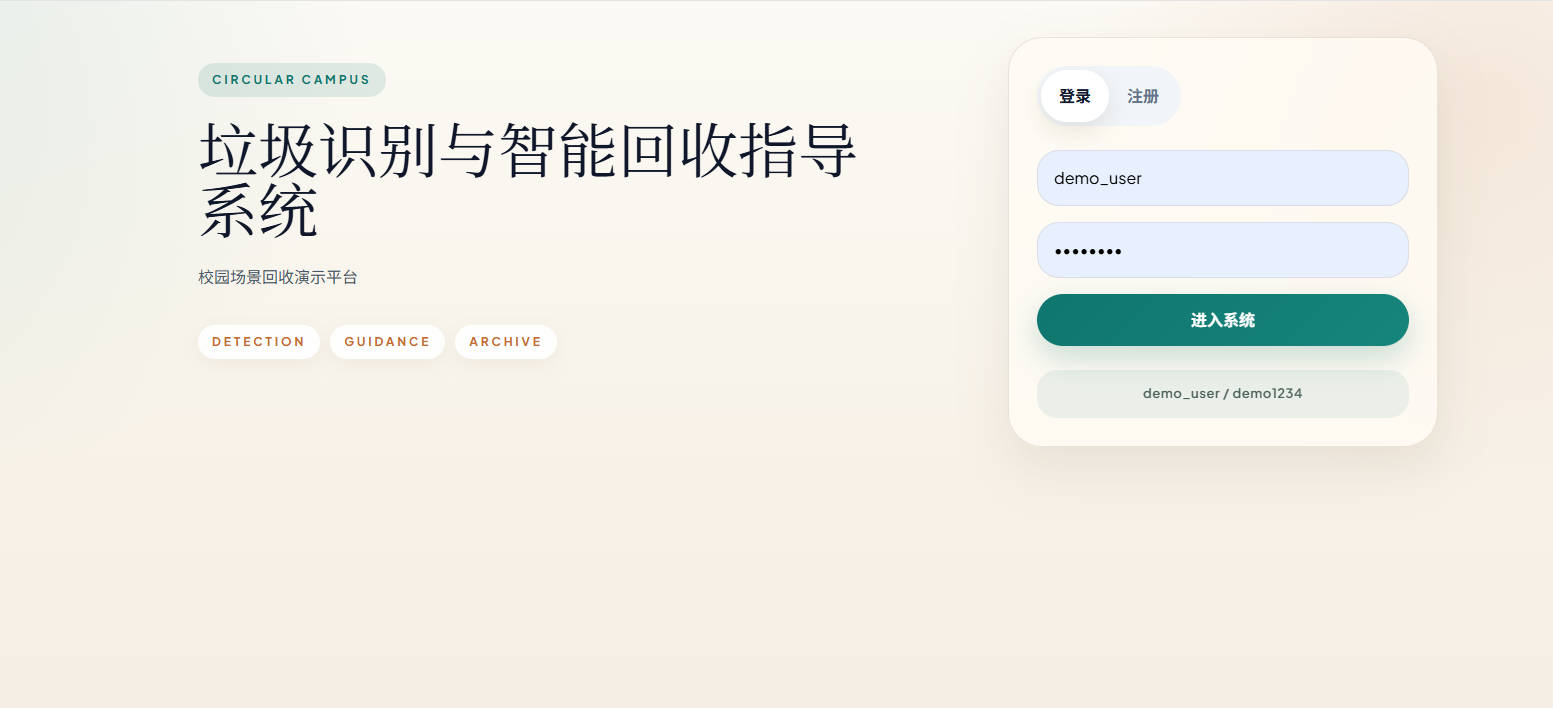 CIRCULAR CAMPUS
垃圾识别与智能回收指导
系统
校园场景回收演示平台
DETECTION GUIDANCE ARCHIVE
登录 注册
demo_user
••••••••
进入系统
demo_user / demo1234